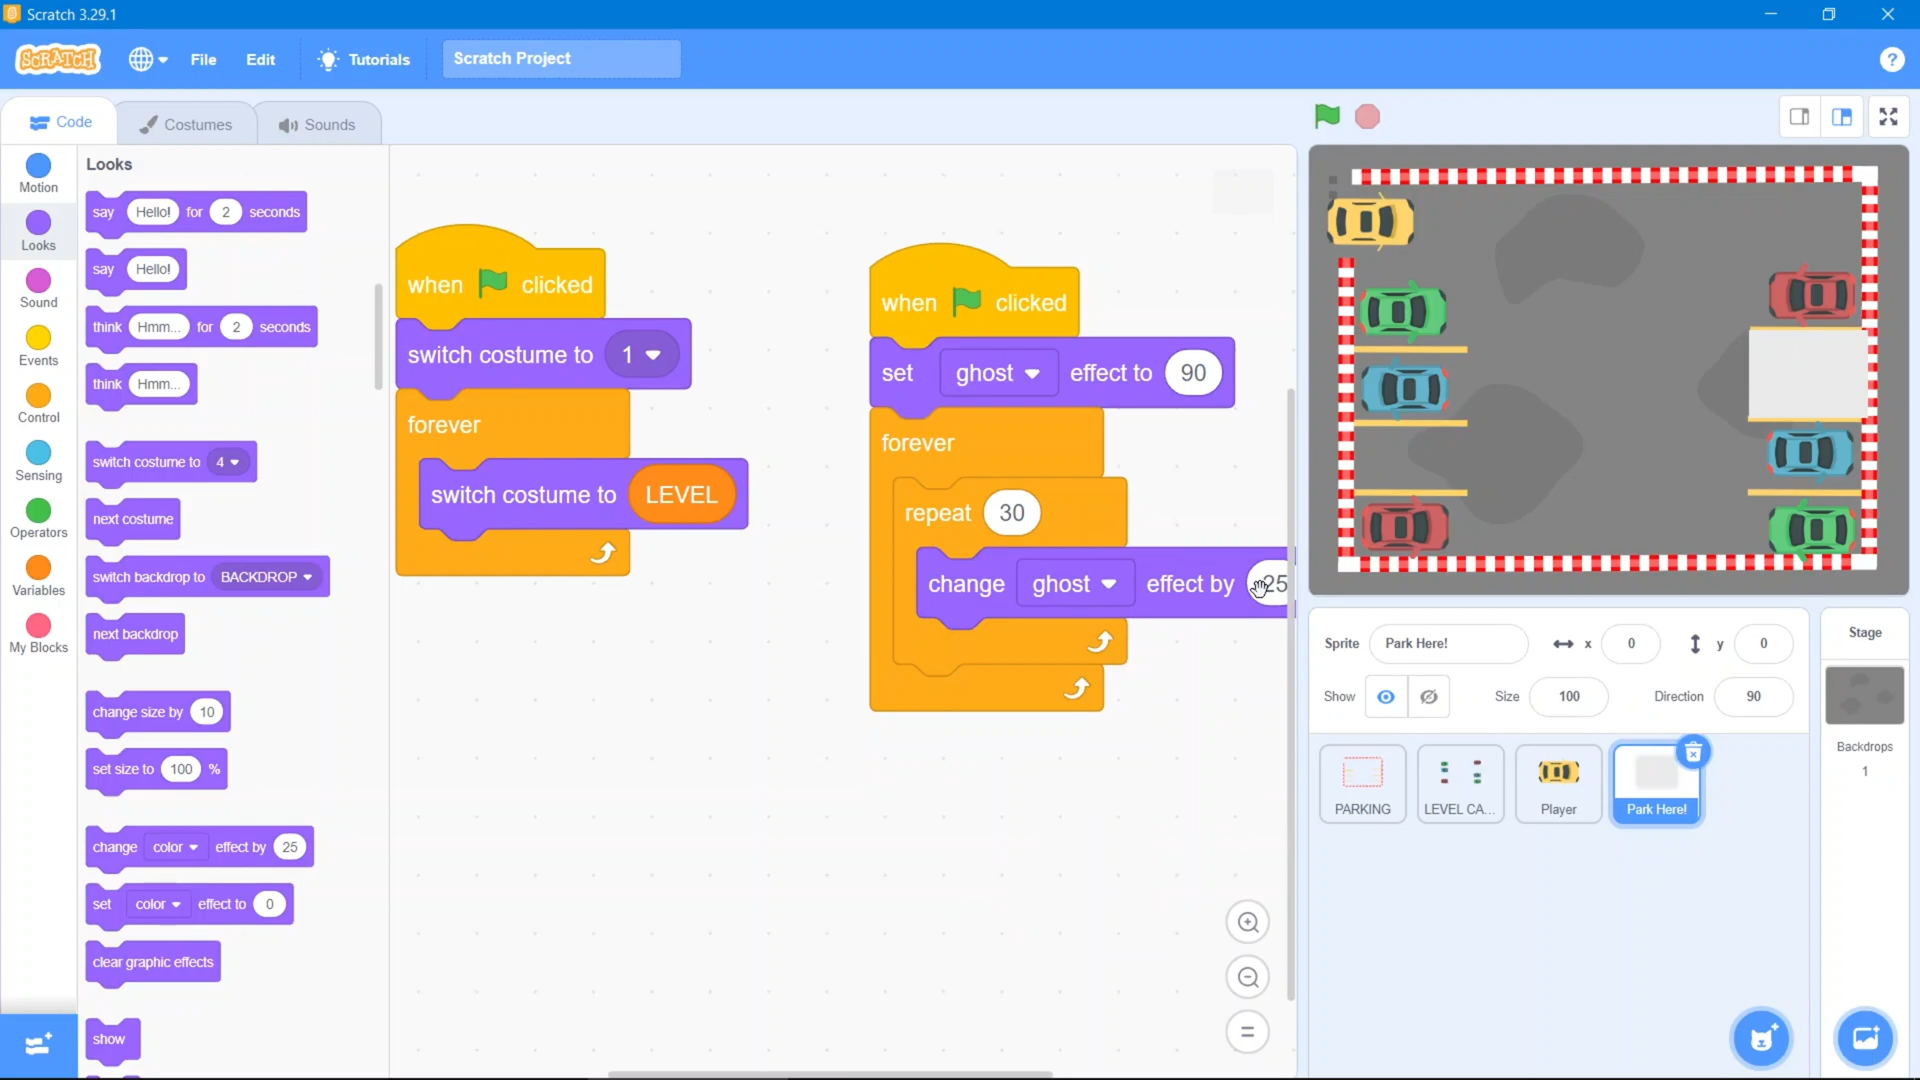 Scratch 3.29.1
SCRATCH File Edit Tutorials Scratch Project ?
Code Costumes Sounds
Motion
Looks
Sound
Events
Control
Sensing
Operators
Variables
My Blocks
Looks
say Hello! for 2 seconds
say Hello!
think Hmm... for 2 seconds
think Hmm...
switch costume to 4
next costume
switch backdrop to BACKDROP
next backdrop
change size by 10
set size to 100 %
change color effect by 25
set color effect to 0
clear graphic effects
show
when clicked
switch costume to 1
forever
switch costume to LEVEL
when clicked
set ghost effect to 90
forever
repeat 30
change ghost effect by 25
Sprite Park Here! x 0 y 0
Show Size 100 Direction 90
PARKING
LEVEL CA...
Player
Park Here!
Stage
Backdrops
1